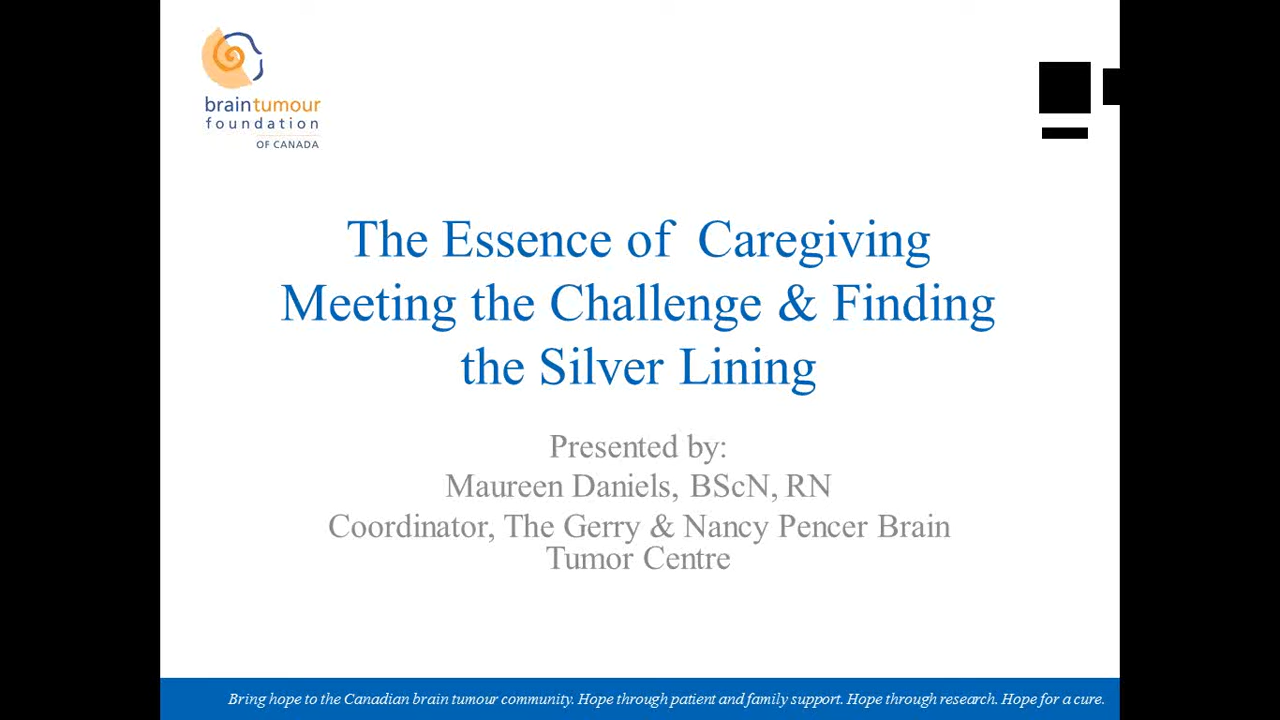 braintumour
foundation
OF CANADA
The Essence of Caregiving
Meeting the Challenge & Finding
the Silver Lining
Presented by:
Maureen Daniels, BScN, RN
Coordinator, The Gerry & Nancy Pencer Brain
Tumor Centre
Bring hope to the Canadian brain tumour community. Hope through patient and family support. Hope through research. Hope for a cure.